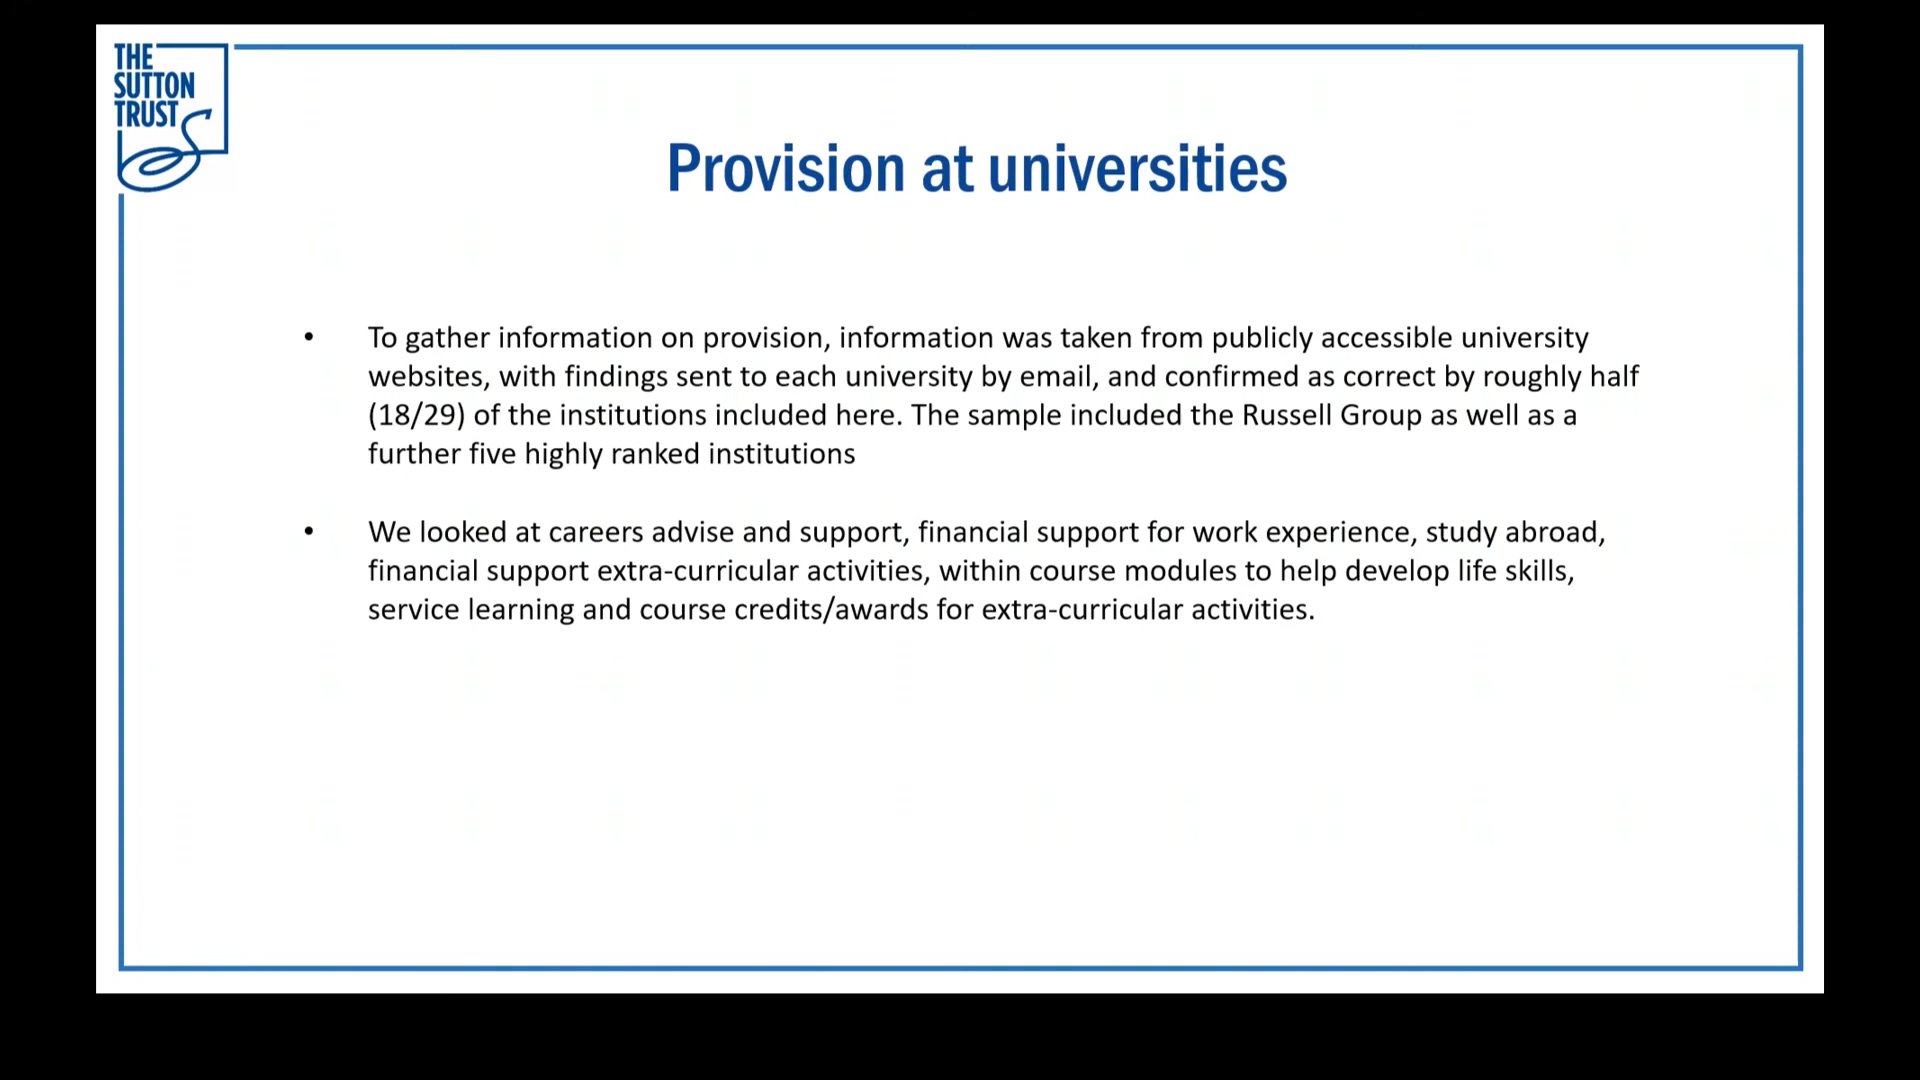 THE
SUTTON
TRUST
Provision at universities
• To gather information on provision, information was taken from publicly accessible university
websites, with findings sent to each university by email, and confirmed as correct by roughly half
(18/29) of the institutions included here. The sample included the Russell Group as well as a
further five highly ranked institutions
• We looked at careers advise and support, financial support for work experience, study abroad,
financial support extra-curricular activities, within course modules to help develop life skills,
service learning and course credits/awards for extra-curricular activities.